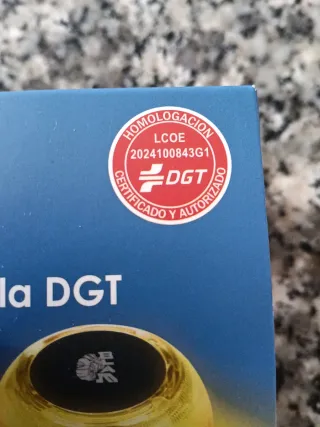 HOMOLOGACION
LCOE
2024100843G1
DGT
CERTIFICADO Y AUTORIZADO
la DGT